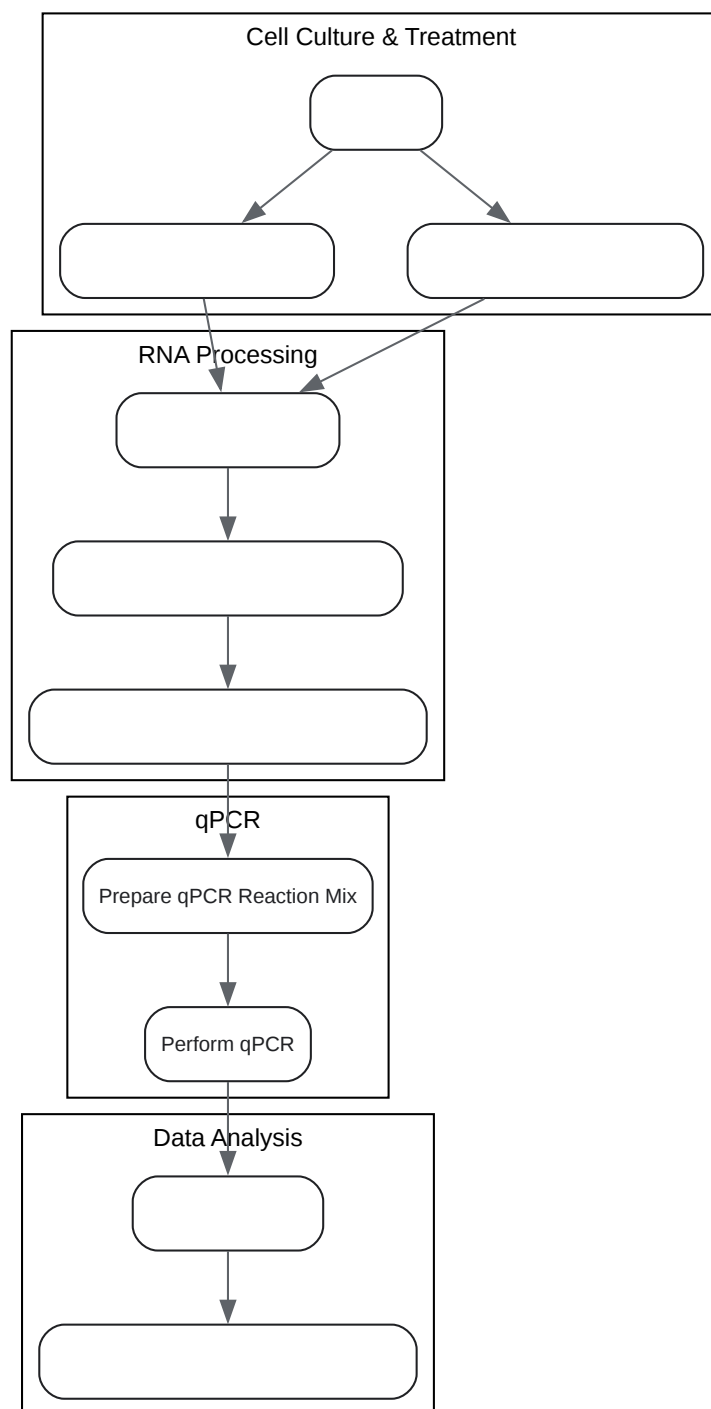 Cell Culture & Treatment
RNA Processing
qPCR
Prepare qPCR Reaction Mix
Perform qPCR
Data Analysis